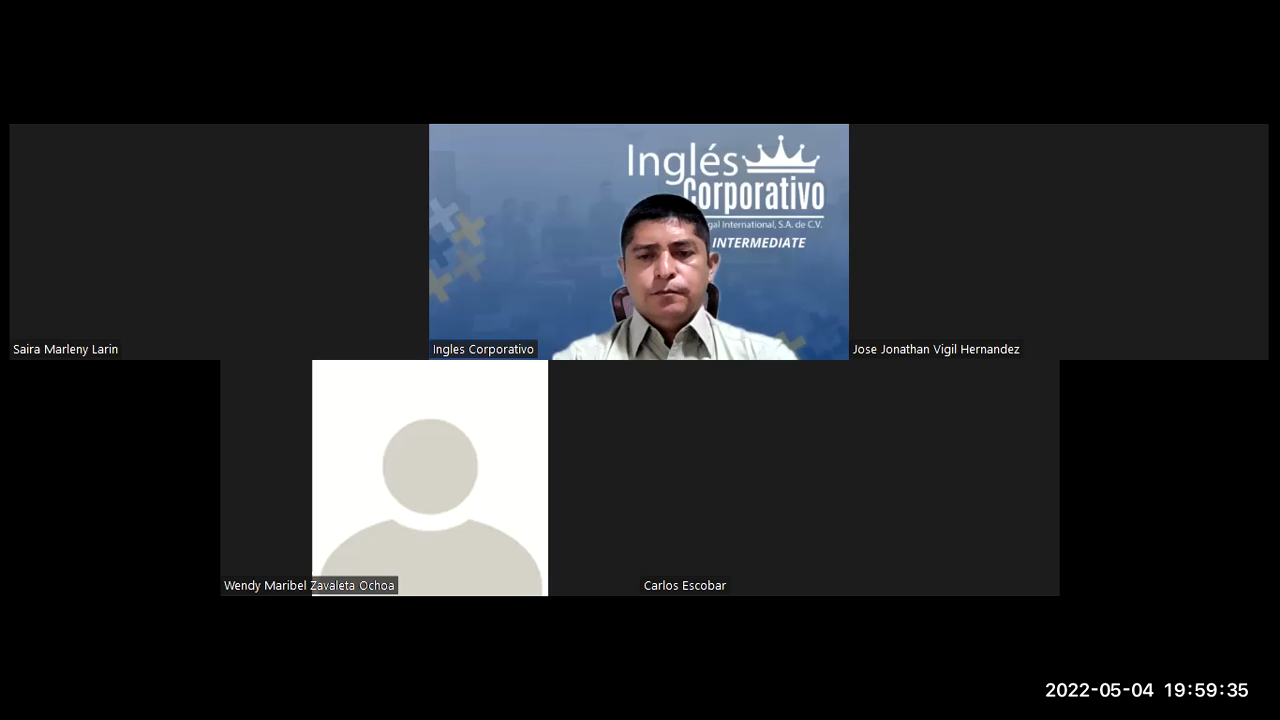 Inglés
Corporativo
gal International, S.A. de C.V.
INTERMEDIATE
Saira Marleny Larin
Ingles Corporativo
Jose Jonathan Vigil Hernandez
Wendy Maribel Zavaleta Ochoa
Carlos Escobar
2022-05-04 19:59:35